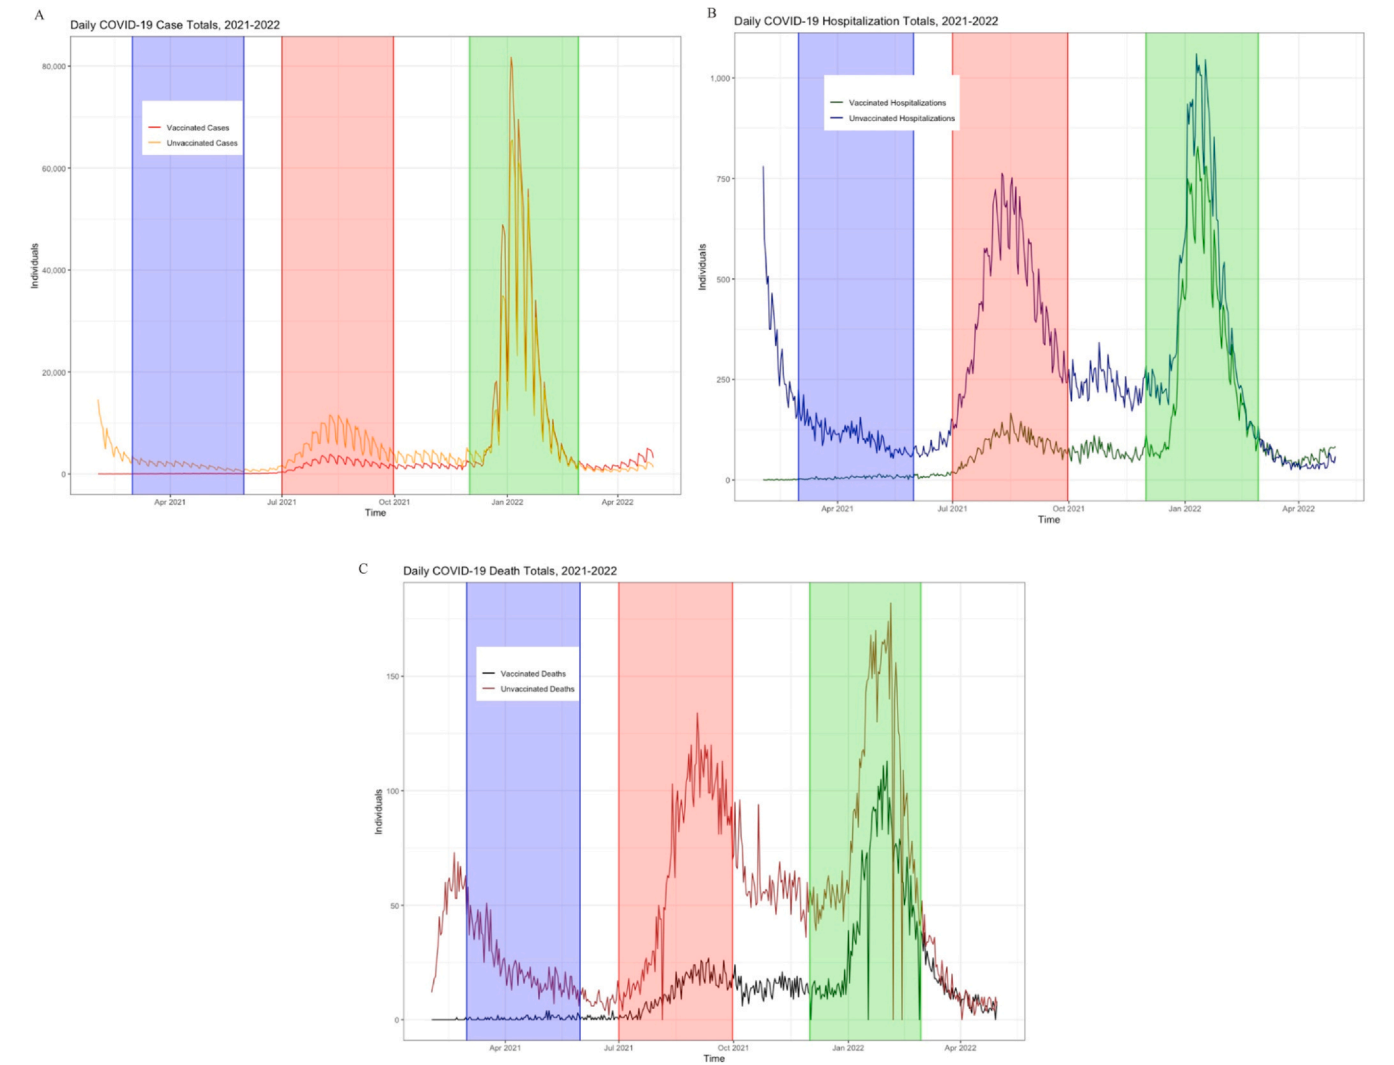 A
Daily COVID-19 Case Totals, 2021-2022
80,000
60,000
40,000
20,000
0
Individuals
Vaccinated Cases
Unvaccinated Cases
Apr 2021
Jul 2021
Oct 2021
Jan 2022
Apr 2022
Time
B
Daily COVID-19 Hospitalization Totals, 2021-2022
1,000
750
500
250
0
Individuals
Vaccinated Hospitalizations
Unvaccinated Hospitalizations
Apr 2021
Jul 2021
Oct 2021
Jan 2022
Apr 2022
Time
C
Daily COVID-19 Death Totals, 2021-2022
150
100
50
0
Individuals
Vaccinated Deaths
Unvaccinated Deaths
Apr 2021
Jul 2021
Oct 2021
Jan 2022
Apr 2022
Time